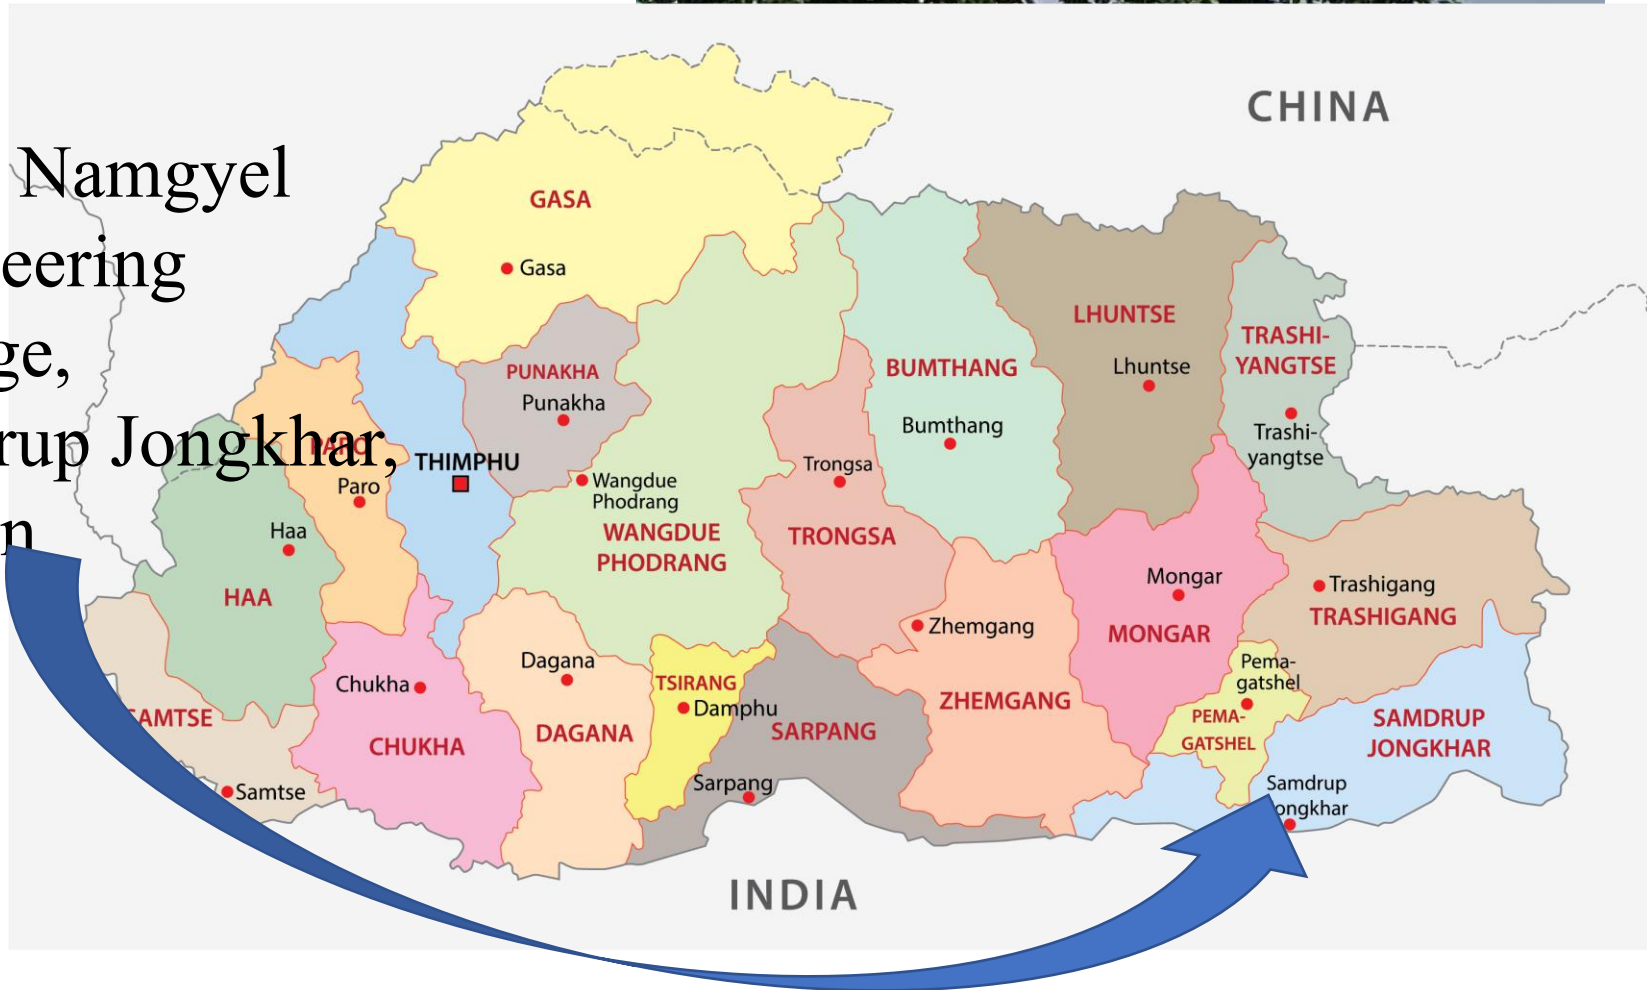 CHINA
Namgyel
GASA
eering
Gasa
LHUNTSE
TRASHI-
YANGTSE
ge,
PUNAKHA
Punakha
BUMTHANG
Lhuntse
Bumthang
Trashi-
yangtse
rup Jongkhar,
PARO
THIMPHU
Paro
Trongsa
Wangdue
Phodrang
n
Haa
WANGDUE
PHODRANG
TRONGSA
HAA
Mongar
Trashigang
TRASHIGANG
Zhemgang
MONGAR
Dagana
Pema-
gatshel
Chukha
TSIRANG
Damphu
ZHEMGANG
SAMTSE
CHUKHA
DAGANA
SARPANG
PEMA-
GATSHEL
SAMDRUP
JONGKHAR
Samtse
Sarpang
Samdrup
ongkhar
INDIA